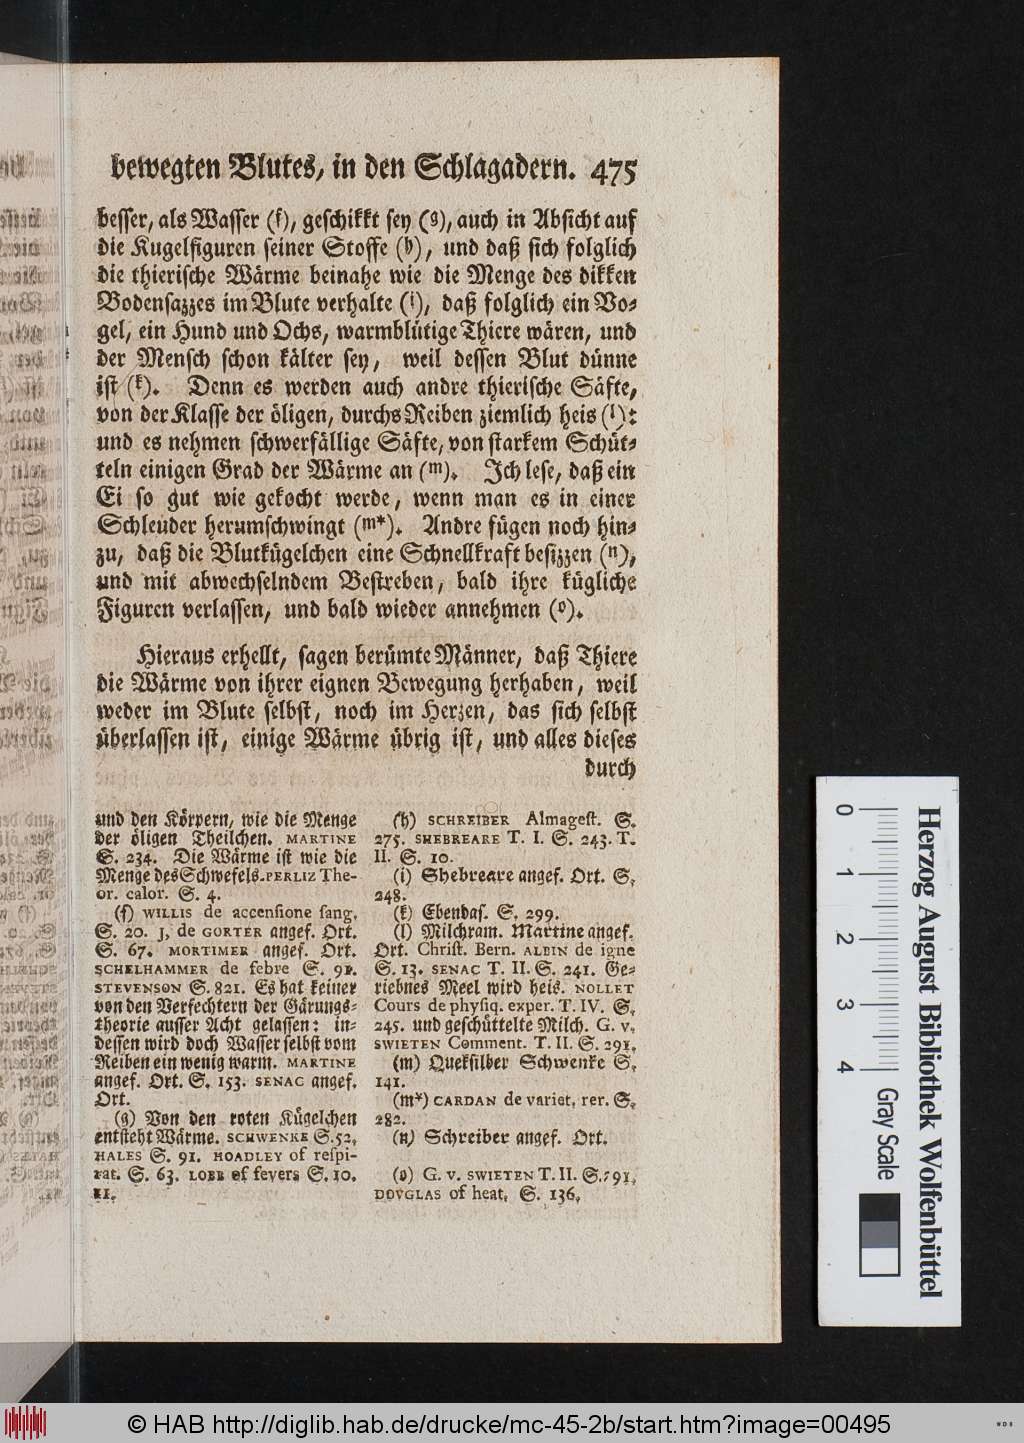 bewegten Blutes, in den Schlagadern. 475
besser, als Wasser (f), geschikkt sey (g), auch in Absicht auf
die Kugelfiguren seiner Stoffe (h), und daß sich folglich
die thierische Wärme beinahe wie die Menge des dikken
Bodensazzes im Blute verhalte (i), daß folglich ein Vo-
gel, ein Hund und Ochs, warmblütige Thiere wären, und
der Mensch schon kälter sey, weil dessen Blut dünne
ist (k). Denn es werden auch andre thierische Säfte,
von der Klasse der öligen, durchs Reiben ziemlich heis (l):
und es nehmen schwerfällige Säfte, von starkem Schüt-
teln einigen Grad der Wärme an (m). Ich lese, daß ein
Ei so gut wie gekocht werde, wenn man es in einer
Schleuder herumschwingt (m*). Andre fügen noch hin-
zu, daß die Blutkügelchen eine Schnellkraft besizzen (n),
und mit abwechselndem Bestreben, bald ihre kügliche
Figuren verlassen, und bald wieder annehmen (o).
Hieraus erhellt, sagen berümte Männer, daß Thiere
die Wärme von ihrer eignen Bewegung herhaben, weil
weder im Blute selbst, noch im Herzen, das sich selbst
überlassen ist, einige Wärme übrig ist, und alles dieses
durch
und den Körpern, wie die Menge
der öligen Theilchen. MARTINE
S. 234. Die Wärme ist wie die
Menge des Schwefels. PERLIZ The-
or. calor. S. 4.
(f) WILLIS de accensione sang.
S. 20. J. de GORTER angef. Ort.
S. 67. MORTIMER angef. Ort.
SCHELHAMMER de febre S. 91.
STEVENSON S. 821. Es hat keiner
von den Verfechtern der Gärungs-
theorie ausser Acht gelassen: in-
dessen wird doch Wasser selbst vom
Reiben ein wenig warm. MARTINE
angef. Ort. S. 153. SENAC angef.
Ort.
(g) Von den roten Kügelchen
entsteht Wärme. SCHWENKE S. 52.
HALES S. 91. HOADLEY of respi-
rat. S. 63. LOBB of fevers S. 10.
11.
(h) SCHREIBER Almagest. S.
275. SHEBREARE T. I. S. 243. T.
II. S. 10.
(i) Shebreare angef. Ort. S.
248.
(k) Ebendas. S. 299.
(l) Milchram. Martine angef.
Ort. Christ. Bern. ALBIN de igne
S. 13. SENAC T. II. S. 241. Ge-
riebnes Meel wird heis. NOLLET
Cours de physiq. exper. T. IV. S.
245. und geschüttelte Milch. G. v.
SWIETEN Comment. T. II. S. 291.
(m) Queksilber Schwenke S.
141.
(m*) CARDAN de variet. rer. S.
282.
(n) Schreiber angef. Ort.
(o) G. v. SWIETEN T. II. S. 291.
DOVGLAS of heat. S. 136.
0 1 2 3 4
Gray Scale
Herzog August Bibliothek Wolfenbüttel
© HAB http://diglib.hab.de/drucke/mc-45-2b/start.htm?image=00495